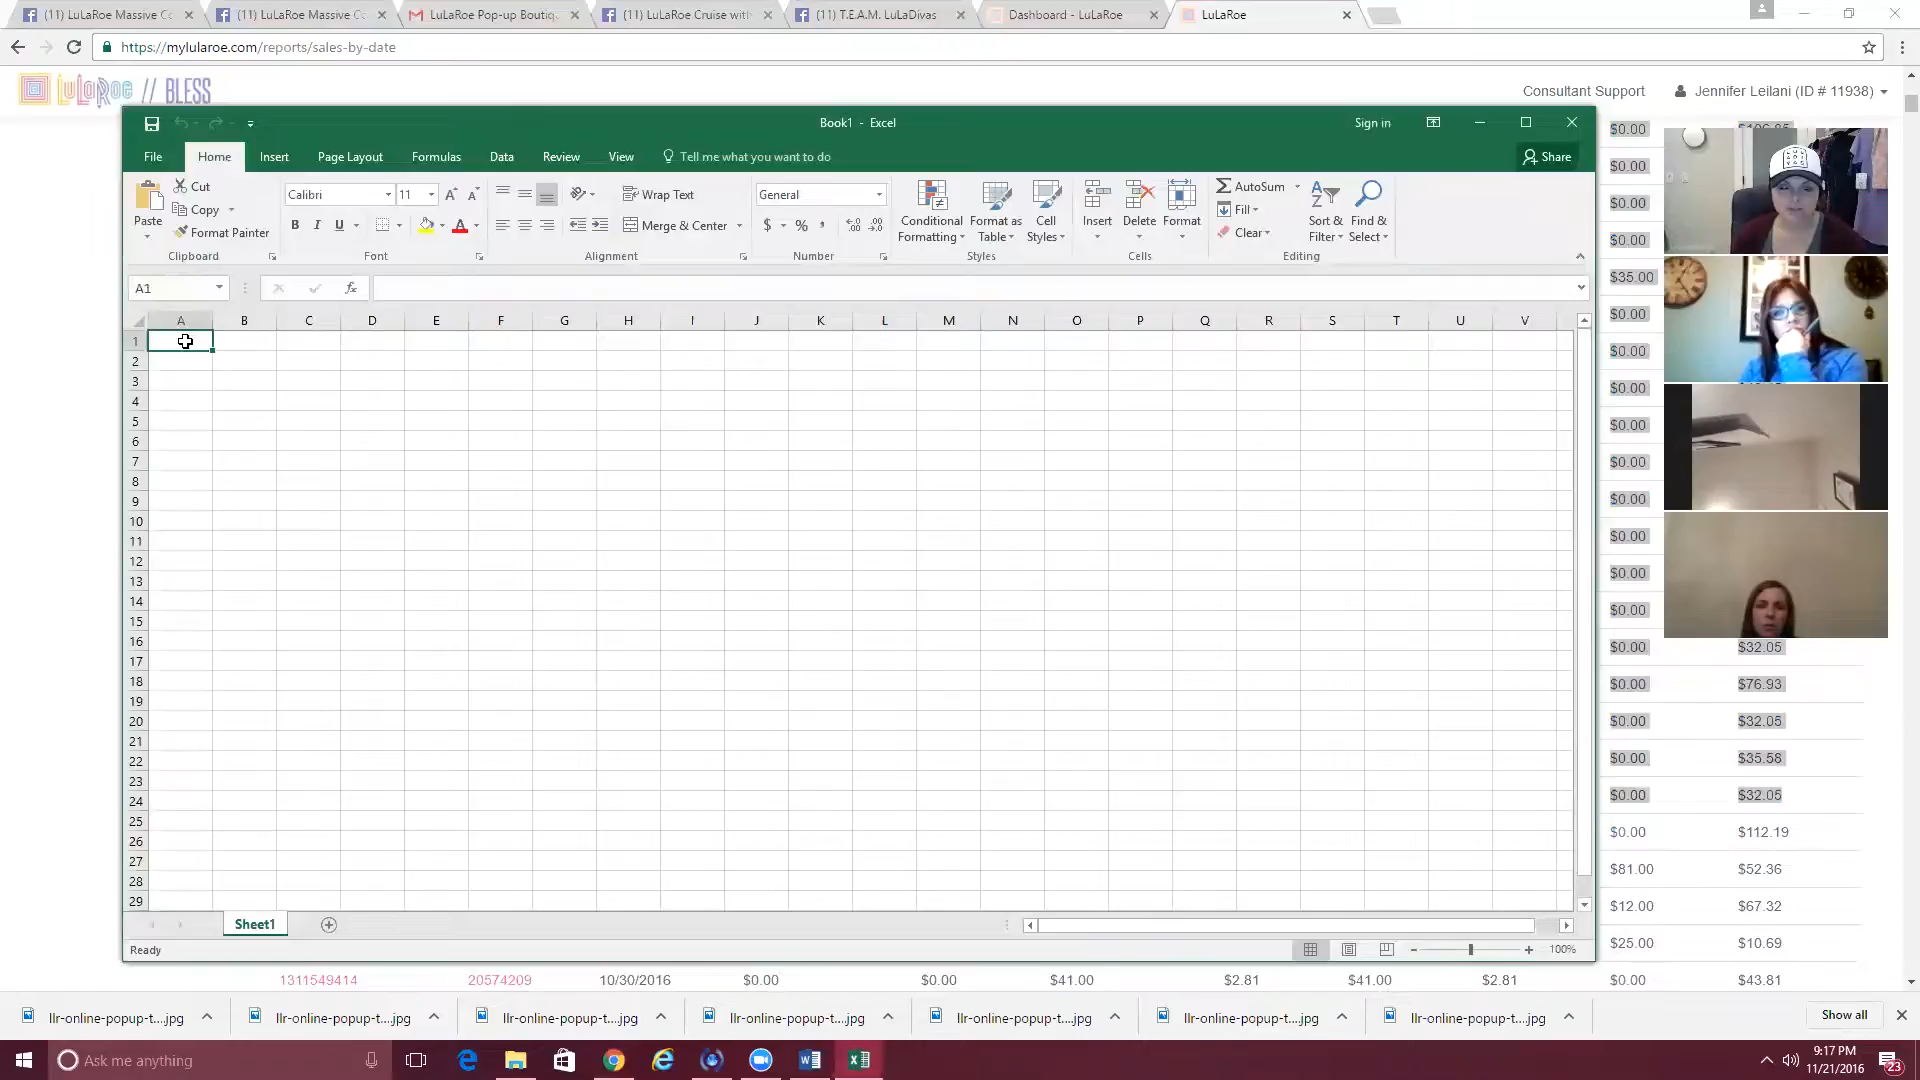 (11) LuLaRoe Massive Co
(11) LuLaRoe Massive Co
LuLaRoe Pop-up Boutiqu
(11) LuLaRoe Cruise with
(11) T.E.A.M. LuLaDivas
Dashboard - LuLaRoe
LuLaRoe
https://mylularoe.com/reports/sales-by-date
LuLaRoe // BLESS
Consultant Support
Jennifer Leilani (ID # 11938)
Book1 - Excel
Sign in
File
Home
Insert
Page Layout
Formulas
Data
Review
View
Tell me what you want to do
Share
Paste
Cut
Copy
Format Painter
Clipboard
Calibri
11
B I U
Font
Wrap Text
Merge & Center
Alignment
General
$ % ,
Number
Conditional Formatting
Format as Table
Cell Styles
Styles
Insert
Delete
Format
Cells
AutoSum
Fill
Clear
Sort & Filter
Find & Select
Editing
A1
fx
A B C D E F G H I J K L M N O P Q R S T U V
1
2
3
4
5
6
7
8
9
10
11
12
13
14
15
16
17
18
19
20
21
22
23
24
25
26
27
28
29
Sheet1
Ready
100%
$0.00
$0.00
$0.00
$0.00
$35.00
$0.00
$0.00
$0.00
$0.00
$0.00
$0.00
$0.00
$0.00
$0.00
$0.00 $32.05
$0.00 $76.93
$0.00 $32.05
$0.00 $35.58
$0.00 $32.05
$0.00 $112.19
$81.00 $52.36
$12.00 $67.32
$25.00 $10.69
1311549414 20574209 10/30/2016 $0.00 $0.00 $41.00 $2.81 $41.00 $2.81 $0.00 $43.81
llr-online-popup-t....jpg
llr-online-popup-t....jpg
llr-online-popup-t....jpg
llr-online-popup-t....jpg
llr-online-popup-t....jpg
llr-online-popup-t....jpg
llr-online-popup-t....jpg
Show all
Ask me anything
9:17 PM
11/21/2016
23